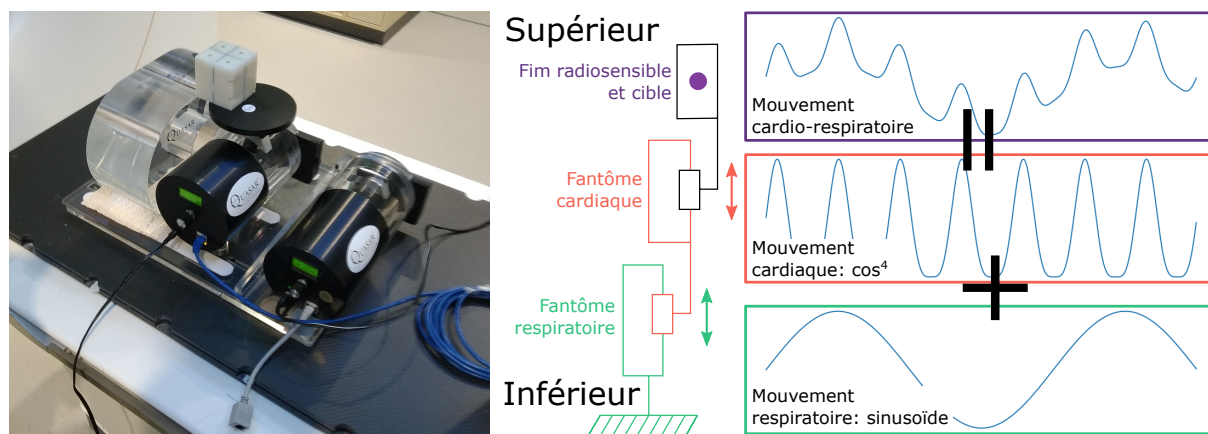 QUASAR
QUASAR
QUASAR
Supérieur
Fim radiosensible
et cible
Fantôme
cardiaque
Fantôme
respiratoire
Inférieur
Mouvement
cardio-respiratoire
Mouvement
cardiaque: cos⁴
Mouvement
respiratoire: sinusoïde